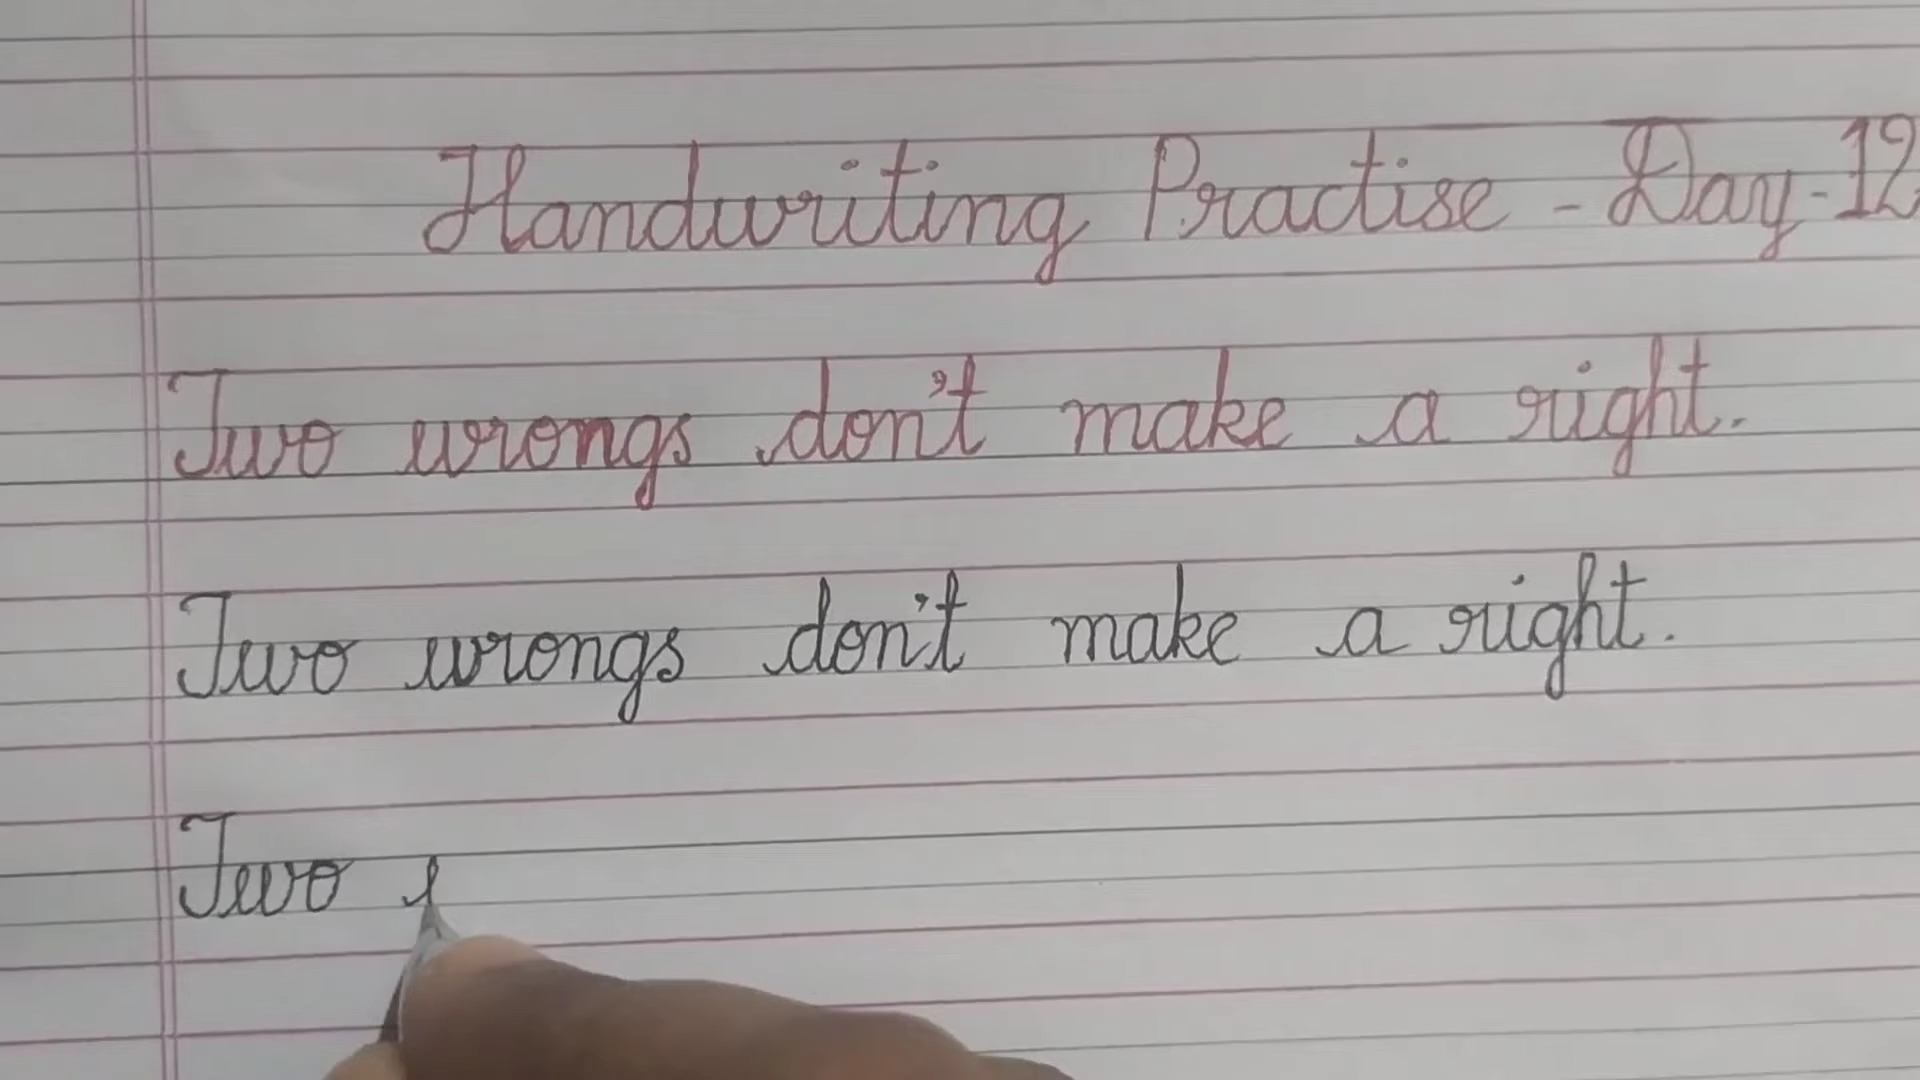 Handwriting Practise - Day-12
Two wrongs don't make a right.
Two wrongs don't make a right.
Two